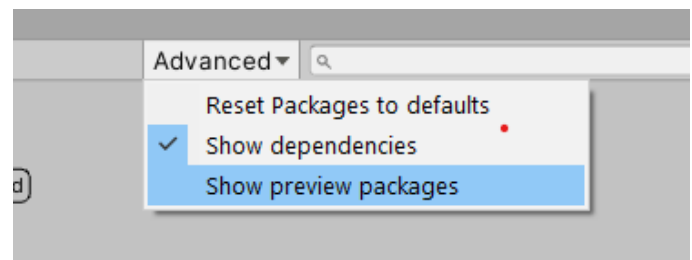 Advanced
Reset Packages to defaults
Show dependencies
d
Show preview packages